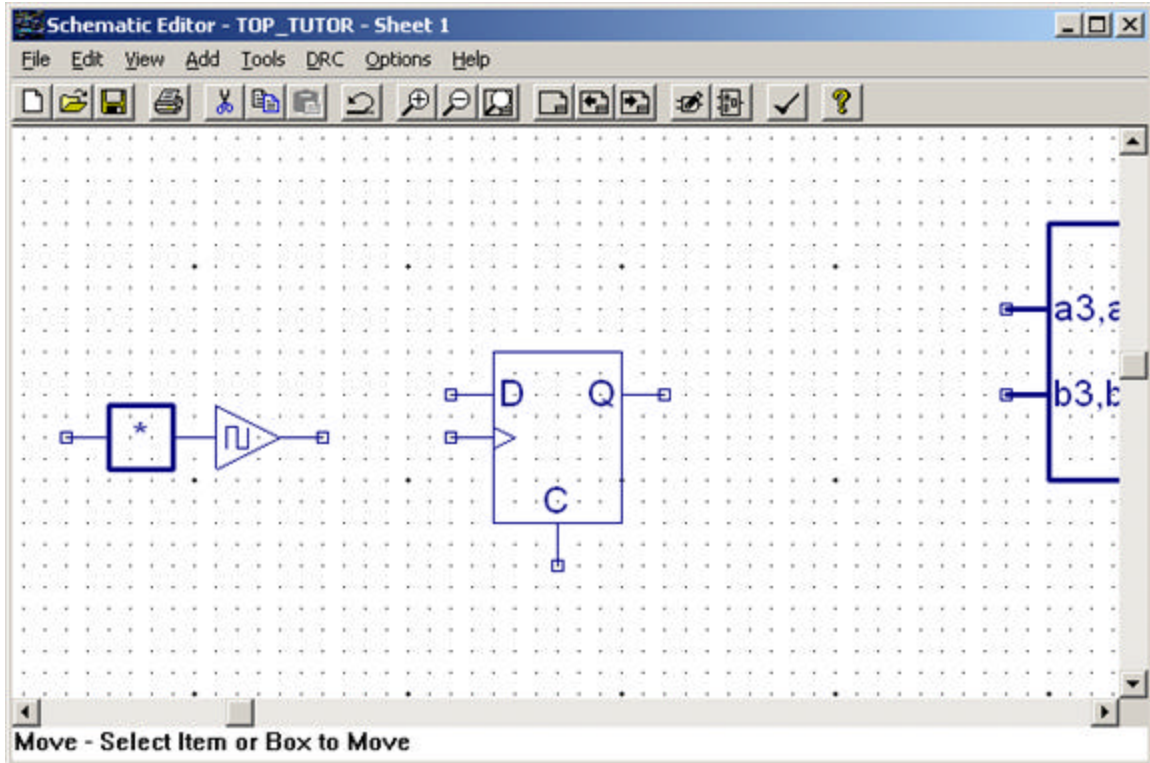 Schematic Editor - TOP_TUTOR - Sheet 1
File Edit View Add Tools DRC Options Help
a3,a
D Q
b3,b
*
C
Move - Select Item or Box to Move